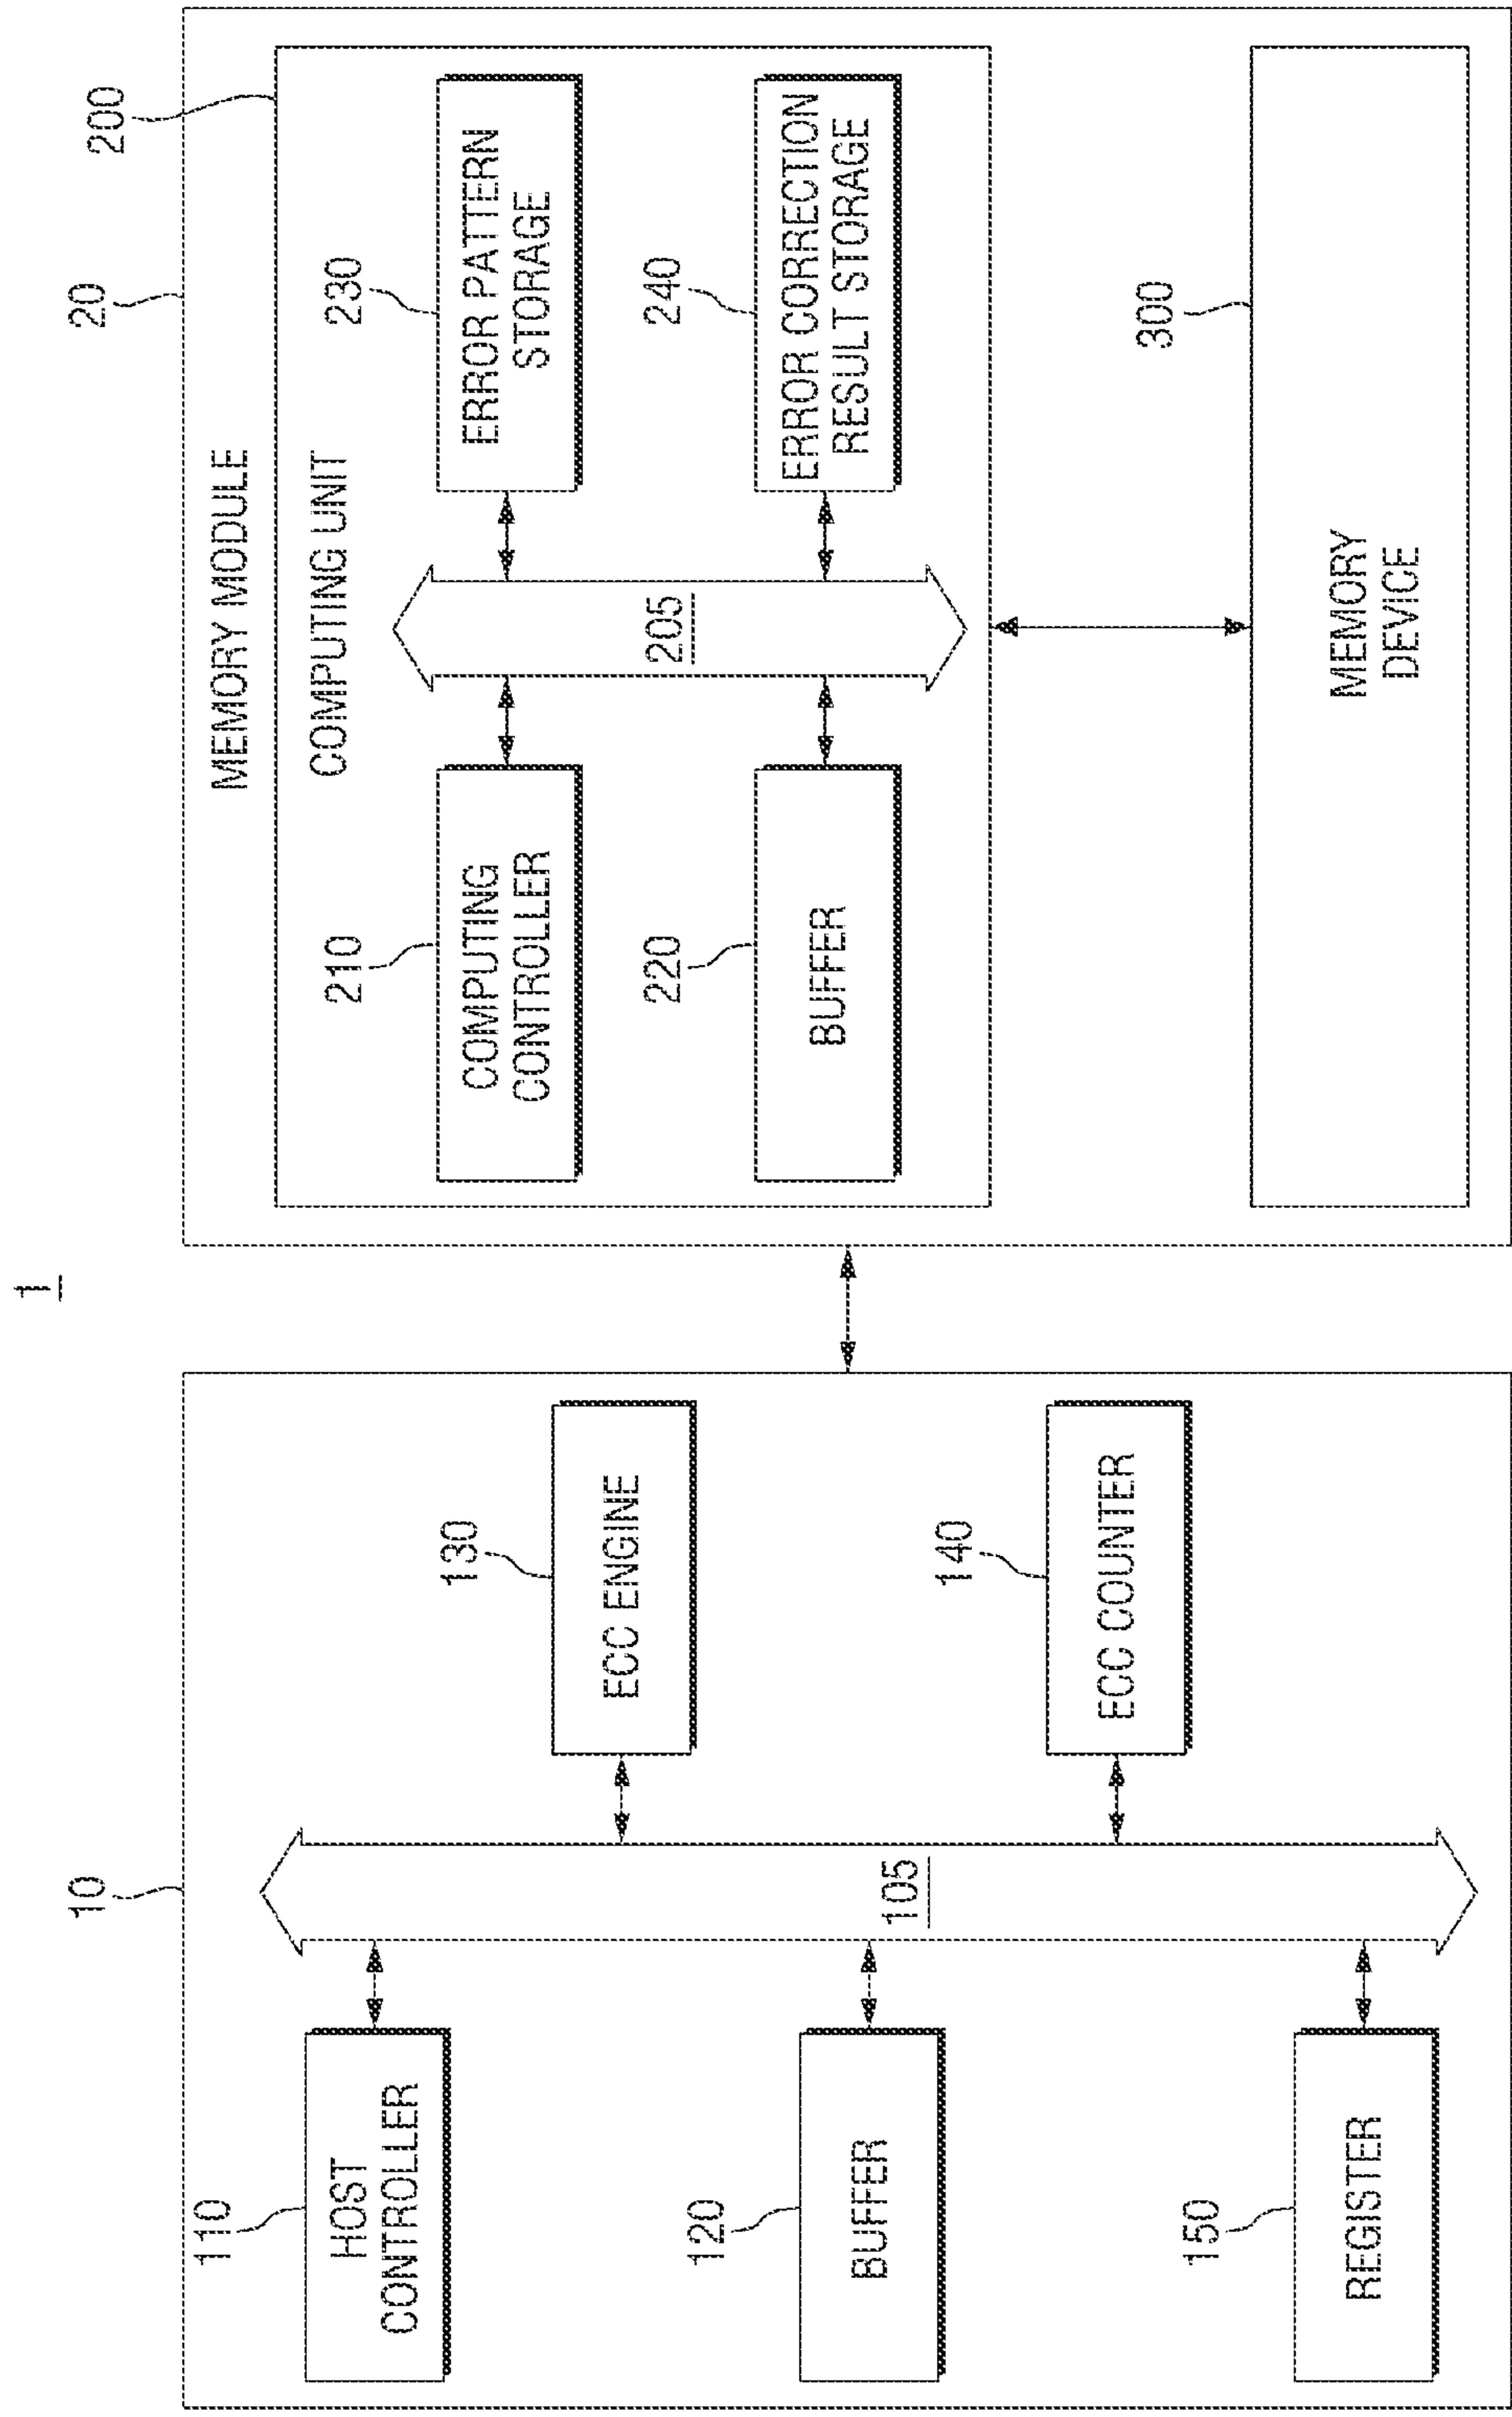 1
10
110
HOST
CONTROLLER
120
BUFFER
150
REGISTER
105
130
ECC ENGINE
140
ECC COUNTER
20
MEMORY MODULE
200
COMPUTING UNIT
210
COMPUTING
CONTROLLER
220
BUFFER
205
230
ERROR PATTERN
STORAGE
240
ERROR CORRECTION
RESULT STORAGE
300
MEMORY
DEVICE